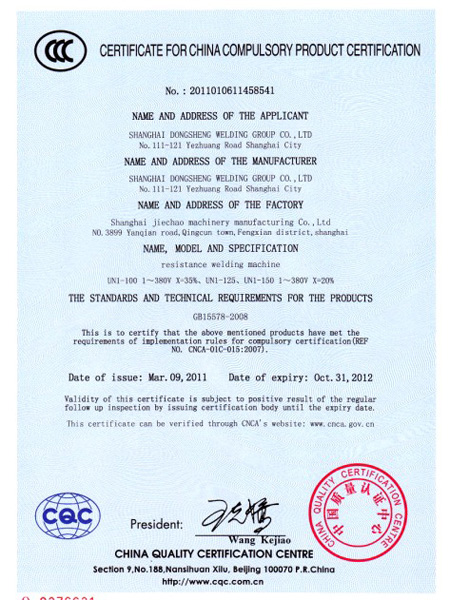 CCC
CERTIFICATE FOR CHINA COMPULSORY PRODUCT CERTIFICATION
No. : 2011010611458541
NAME AND ADDRESS OF THE APPLICANT
SHANGHAI DONGSHENG WELDING GROUP CO.,LTD
No. 111-121 Yezhuang Road Shanghai City
NAME AND ADDRESS OF THE MANUFACTURER
SHANGHAI DONGSHENG WELDING GROUP CO.,LTD
No. 111-121 Yezhuang Road Shanghai City
NAME AND ADDRESS OF THE FACTORY
Shanghai jiechao machinery manufacturing Co.,Ltd
NO. 3899 Yanqian road, Qingcun town, Fengxian district, shanghai
NAME, MODEL AND SPECIFICATION
resistance welding machine
UN1-100 1～380V X=35%、UN1-125、UN1-150 1～380V X=20%
THE STANDARDS AND TECHNICAL REQUIREMENTS FOR THE PRODUCTS
GB15578-2008
This is to certify that the above mentioned products have met the
requirements of implementation rules for compulsory certification(REF
NO. CNCA-01C-015:2007).
Date of issue: Mar. 09, 2011 Date of expiry: Oct. 31, 2012
Validity of this certificate is subject to positive result of the regular
follow up inspection by issuing certification body until the expiry date.
This certificate can be verified through CNCA's website: www.cnca.gov.cn
CQC
President:
Wang Kejiao
CHINA QUALITY CERTIFICATION CENTRE
中国质量认证中心
CHINA QUALITY CERTIFICATION CENTRE
Section 9, No.188, Nansihuan Xilu, Beijing 100070 P.R.China
http://www.cqc.com.cn